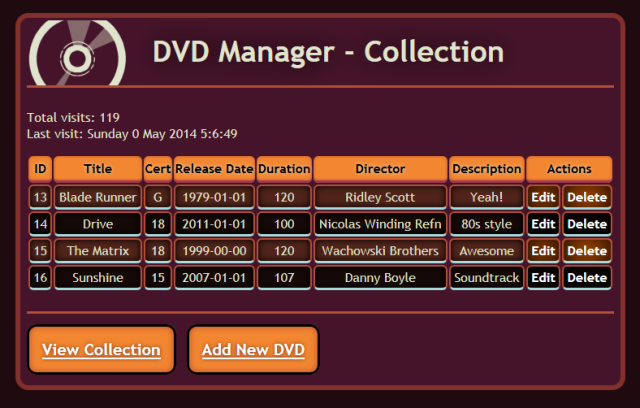 DVD Manager - Collection
Total visits: 119
Last visit: Sunday 0 May 2014 5:6:49
ID Title Cert Release Date Duration Director Description Actions
13 Blade Runner G 1979-01-01 120 Ridley Scott Yeah! Edit Delete
14 Drive 18 2011-01-01 100 Nicolas Winding Refn 80s style Edit Delete
15 The Matrix 18 1999-00-00 120 Wachowski Brothers Awesome Edit Delete
16 Sunshine 15 2007-01-01 107 Danny Boyle Soundtrack Edit Delete
View Collection Add New DVD